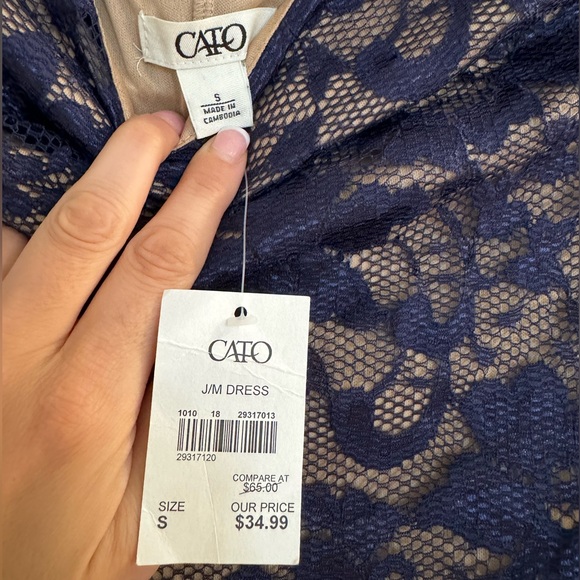 CATO
S
MADE IN
CAMBODIA
CATO
J/M DRESS
1010 18 29317013
29317120
COMPARE AT
$65.00
SIZE OUR PRICE
S $34.99